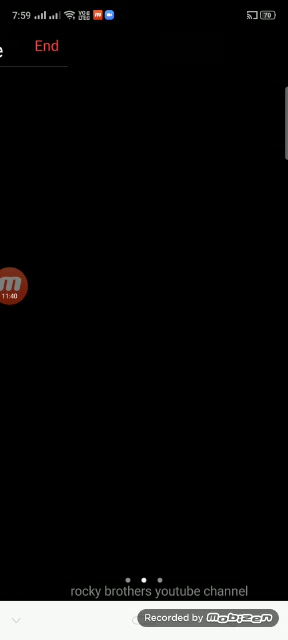 7:59 70
e End
11:40
rocky brothers youtube channel
Recorded by mobizen